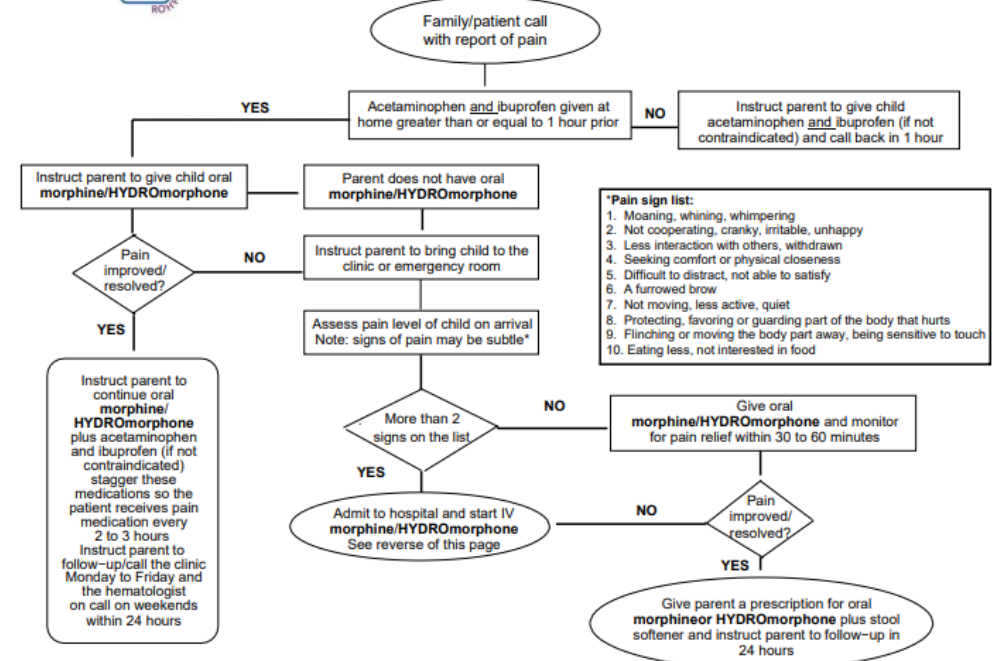 ROHY
Family/patient call
with report of pain
YES
Acetaminophen and ibuprofen given at
home greater than or equal to 1 hour prior
NO
Instruct parent to give child
acetaminophen and ibuprofen (if not
contraindicated) and call back in 1 hour
Instruct parent to give child oral
morphine/HYDROmorphone
Parent does not have oral
morphine/HYDROmorphone
Pain
improved/
resolved?
NO
Instruct parent to bring child to the
clinic or emergency room
YES
Assess pain level of child on arrival
Note: signs of pain may be subtle*
*Pain sign list:
1. Moaning, whining, whimpering
2. Not cooperating, cranky, irritable, unhappy
3. Less interaction with others, withdrawn
4. Seeking comfort or physical closeness
5. Difficult to distract, not able to satisfy
6. A furrowed brow
7. Not moving, less active, quiet
8. Protecting, favoring or guarding part of the body that hurts
9. Flinching or moving the body part away, being sensitive to touch
10. Eating less, not interested in food
Instruct parent to
continue oral
morphine/
HYDROmorphone
plus acetaminophen
and ibuprofen (if not
contraindicated)
stagger these
medications so the
patient receives pain
medication every
2 to 3 hours
Instruct parent to
follow−up/call the clinic
Monday to Friday and
the hematologist
on call on weekends
within 24 hours
More than 2
signs on the list
NO
Give oral
morphine/HYDROmorphone and monitor
for pain relief within 30 to 60 minutes
YES
Admit to hospital and start IV
morphine/HYDROmorphone
See reverse of this page
NO
Pain
improved/
resolved?
YES
Give parent a prescription for oral
morphineor HYDROmorphone plus stool
softener and instruct parent to follow−up in
24 hours